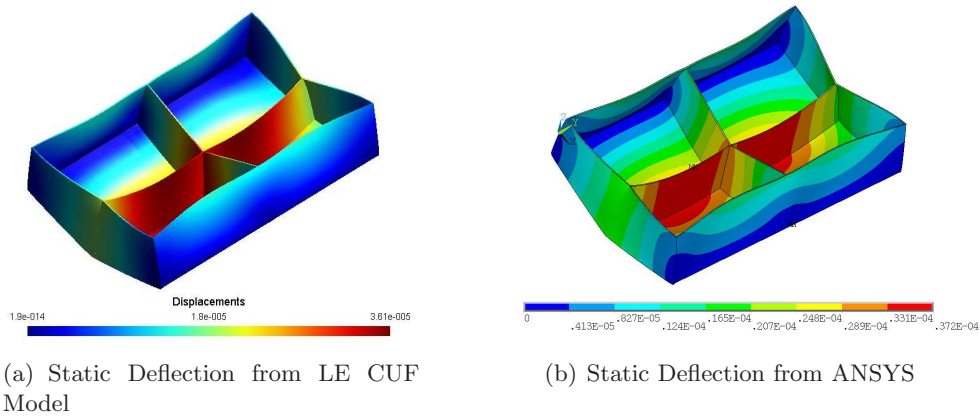 Z
Y
X
MN
Displacements
1.9e-014 1.8e-005 3.61e-005
0 .827E-05 .165E-04 .248E-04 .331E-04
.413E-05 .124E-04 .207E-04 .289E-04 .372E-04
(a) Static Deflection from LE CUF
Model
(b) Static Deflection from ANSYS